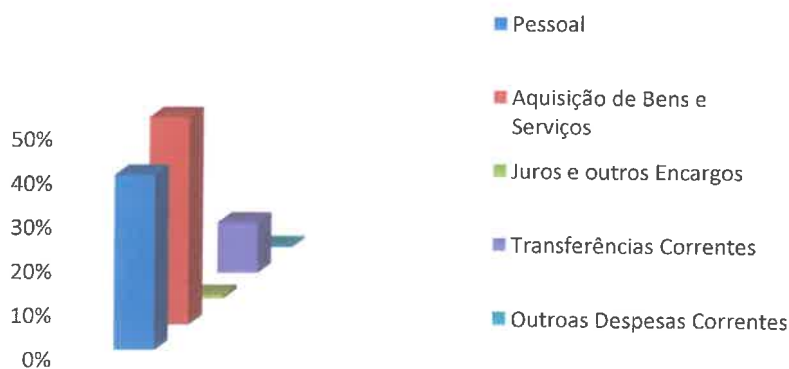 50%
40%
30%
20%
10%
0%
Pessoal
Aquisição de Bens e
Serviços
Juros e outros Encargos
Transferências Correntes
Outroas Despesas Correntes